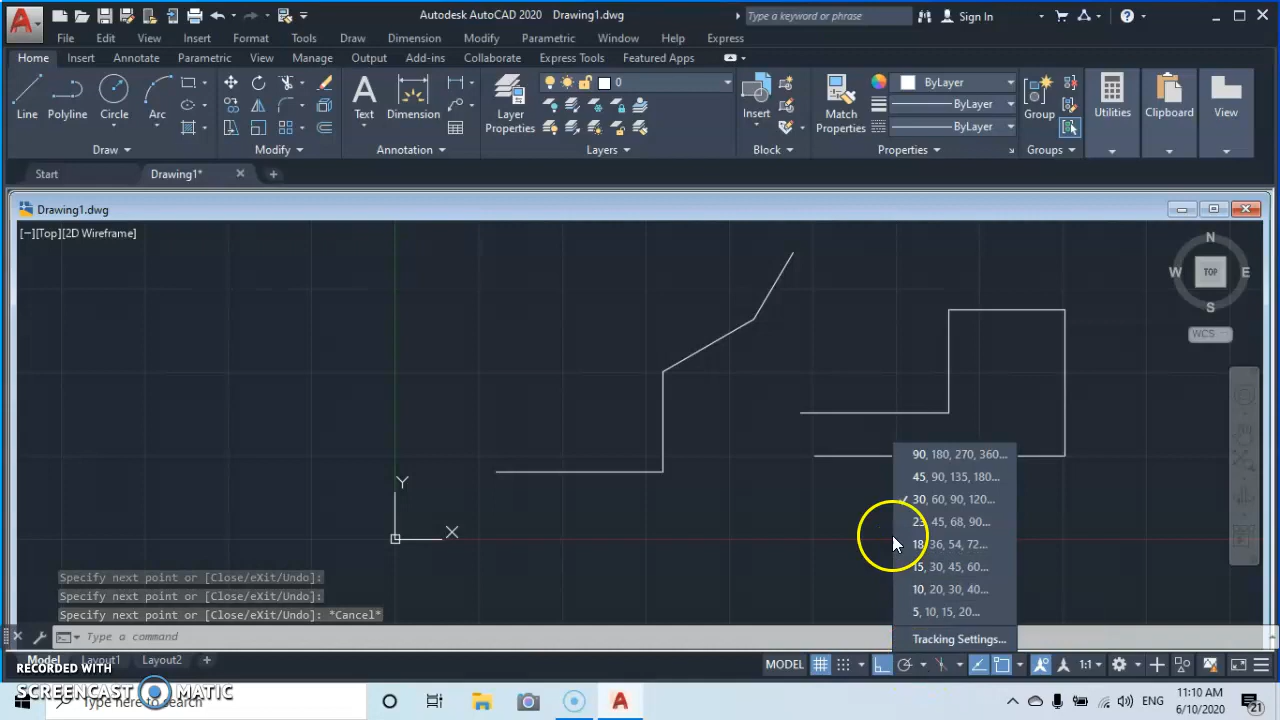 Autodesk AutoCAD 2020 Drawing1.dwg
Type a keyword or phrase
Sign In
File Edit View Insert Format Tools Draw Dimension Modify Parametric Window Help Express
Home Insert Annotate Parametric View Manage Output Add-ins Collaborate Express Tools Featured Apps
A
0
ByLayer
ByLayer
ByLayer
Line Polyline Circle Arc
Text Dimension
Layer
Properties
Insert
Match
Properties
Group
Utilities
Clipboard
View
Draw Modify Annotation Layers Block Properties Groups
Start
Drawing1*
Drawing1.dwg
[−][Top][2D Wireframe]
N
W TOP E
S
WCS
Y
X
90, 180, 270, 360...
45, 90, 135, 180...
30, 60, 90, 120...
23, 45, 68, 90...
18, 36, 54, 72...
15, 30, 45, 60...
10, 20, 30, 40...
5, 10, 15, 20...
Tracking Settings...
Specify next point or [Close/eXit/Undo]:
Specify next point or [Close/eXit/Undo]:
Specify next point or [Close/eXit/Undo]: *Cancel*
Type a command
Model Layout1 Layout2
MODEL
1:1
RECORDED WITH
SCREENCAST MATIC
Type here to search
ENG
11:10 AM
6/10/2020
21